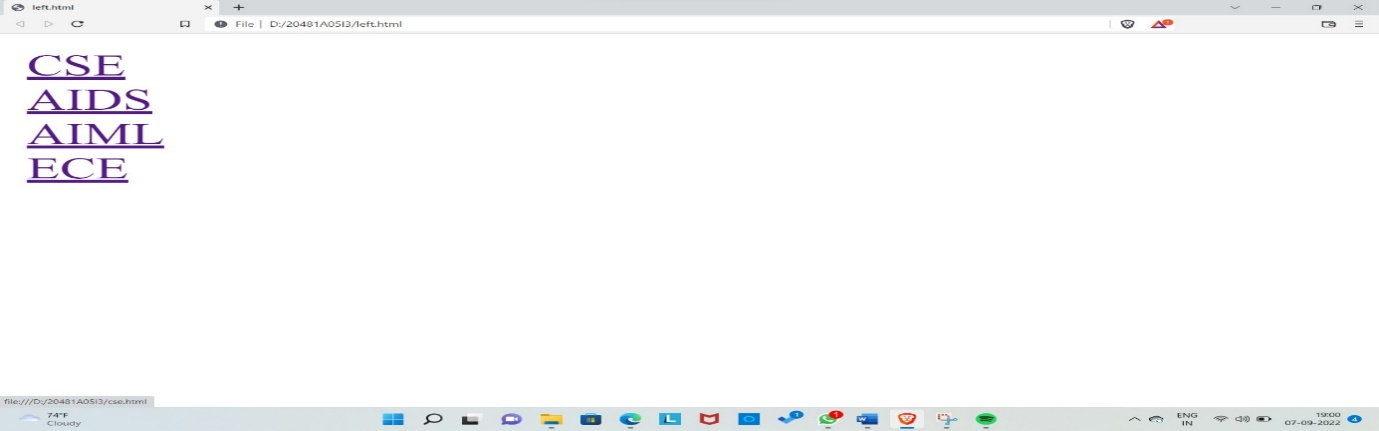 left.html
File | D:/20481A05I3/left.html
CSE
AIDS
AIML
ECE
file:///D:/20481A05I3/cse.html
74°F
Cloudy
ENG
IN
19:00
07-09-2022